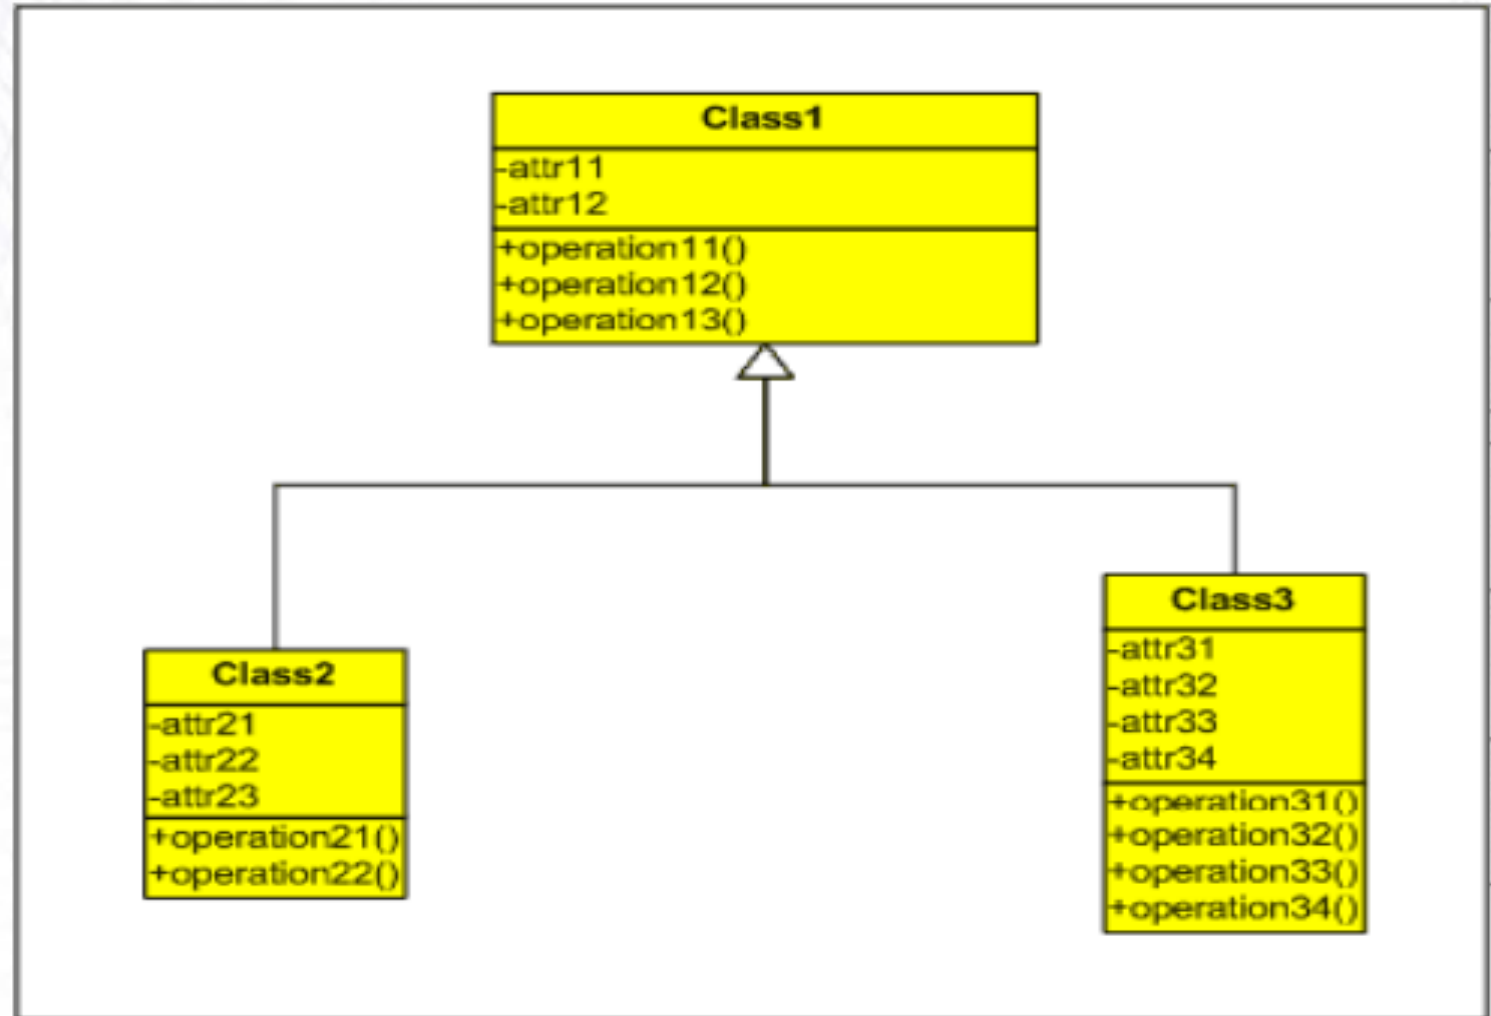 Class1
-attr11
-attr12
+operation11()
+operation12()
+operation13()
Class2
-attr21
-attr22
-attr23
+operation21()
+operation22()
Class3
-attr31
-attr32
-attr33
-attr34
+operation31()
+operation32()
+operation33()
+operation34()